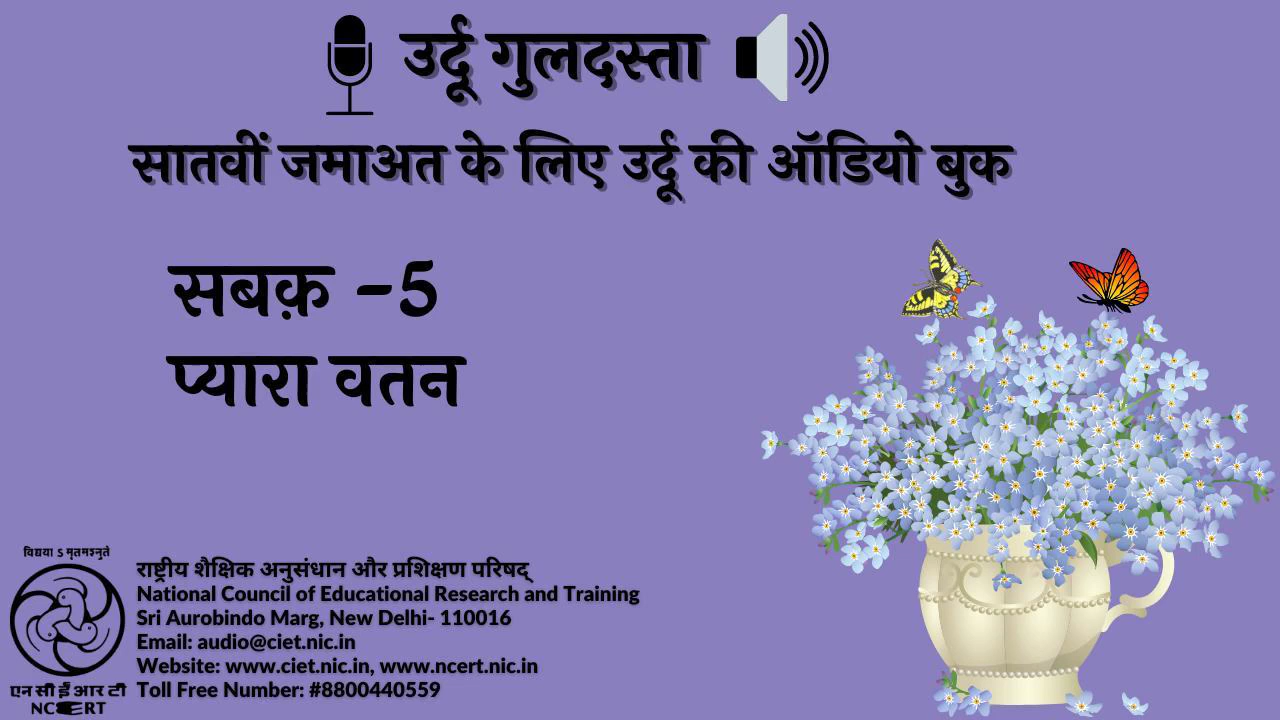 उर्दू गुलदस्ता
सातवीं जमाअत के लिए उर्दू की ऑडियो बुक
सबक़ -5
प्यारा वतन
विद्यया ऽ मृतमश्नुते
एन सी ई आर टी
NCERT
राष्ट्रीय शैक्षिक अनुसंधान और प्रशिक्षण परिषद्
National Council of Educational Research and Training
Sri Aurobindo Marg, New Delhi- 110016
Email: audio@ciet.nic.in
Website: www.ciet.nic.in, www.ncert.nic.in
Toll Free Number: #8800440559